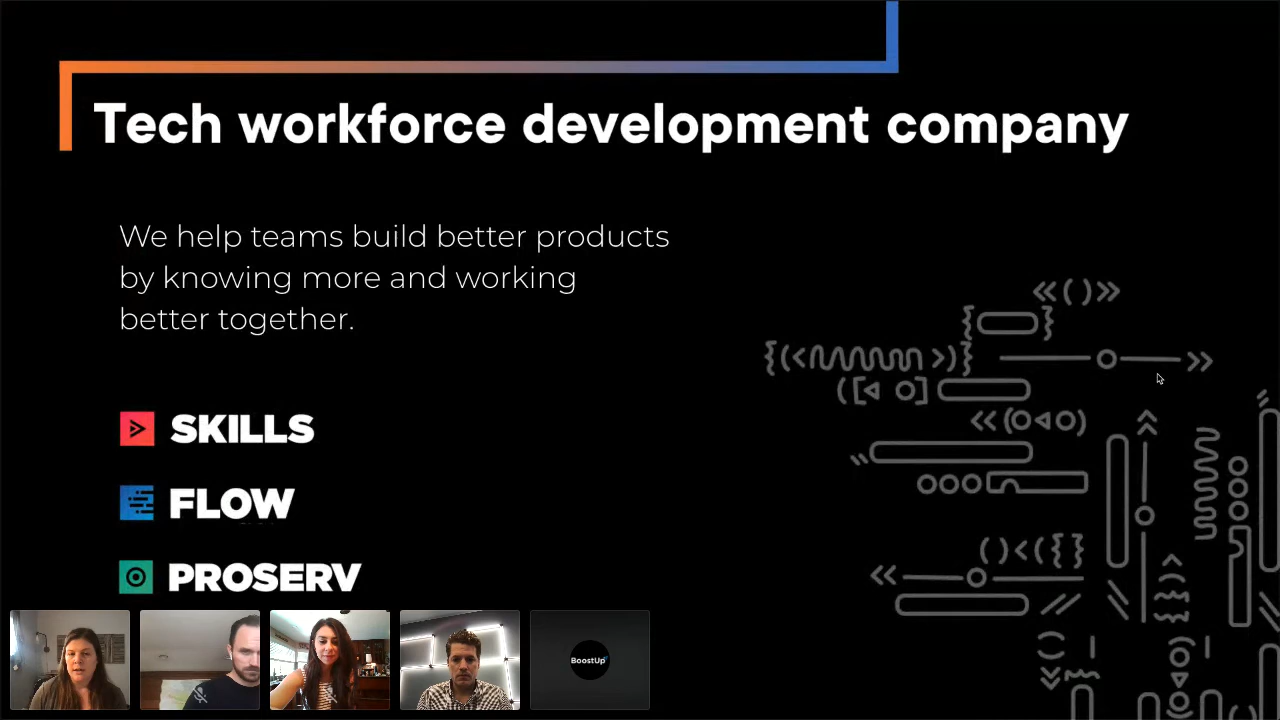 Tech workforce development company
We help teams build better products
by knowing more and working
better together.
SKILLS
FLOW
PROSERV
BoostUp